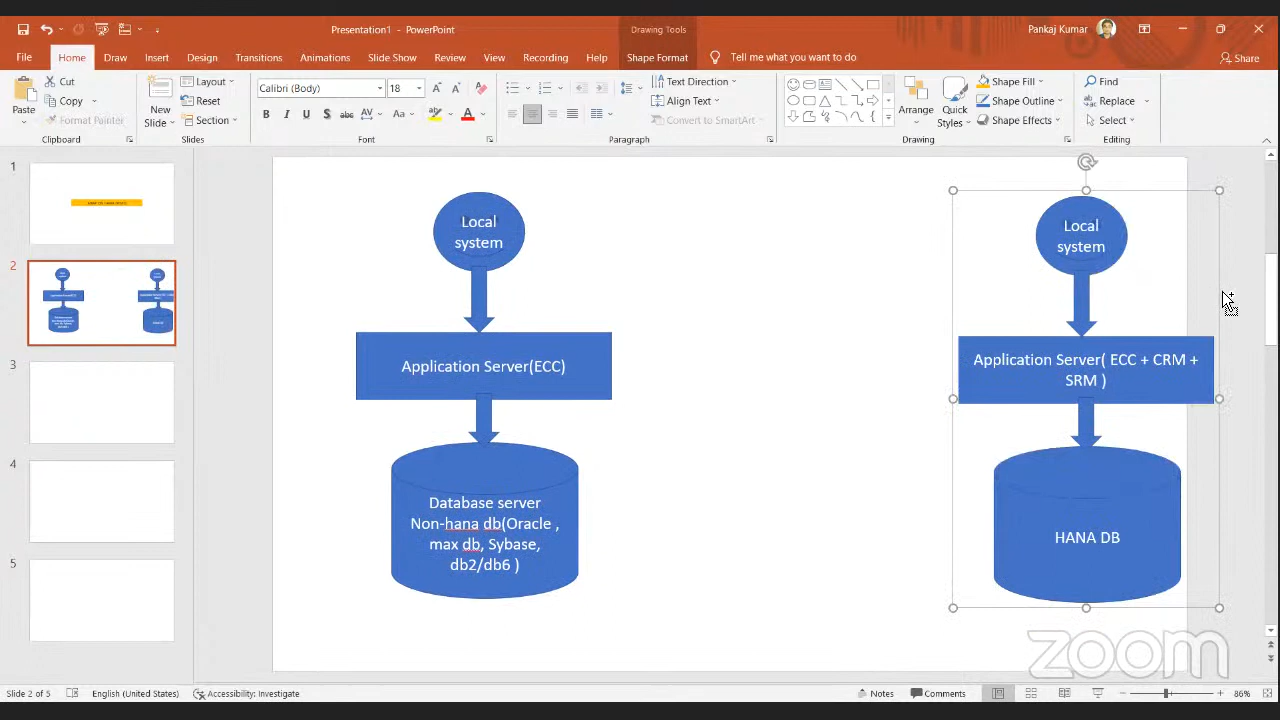 Presentation1 - PowerPoint
Drawing Tools
Pankaj Kumar
File
Home
Draw
Insert
Design
Transitions
Animations
Slide Show
Review
View
Recording
Help
Shape Format
Tell me what you want to do
Share
Paste
Cut
Copy
Format Painter
Clipboard
New
Slide
Layout
Reset
Section
Slides
Calibri (Body)
18
Font
Text Direction
Align Text
Convert to SmartArt
Paragraph
Arrange
Quick
Styles
Shape Fill
Shape Outline
Shape Effects
Drawing
Find
Replace
Select
Editing
1
2
3
4
5
Local
system
Application Server(ECC)
Database server
Non-hana db(Oracle ,
max db, Sybase,
db2/db6 )
Local
system
Application Server( ECC + CRM +
SRM )
HANA DB
zoom
Slide 2 of 5
English (United States)
Accessibility: Investigate
Notes
Comments
86%